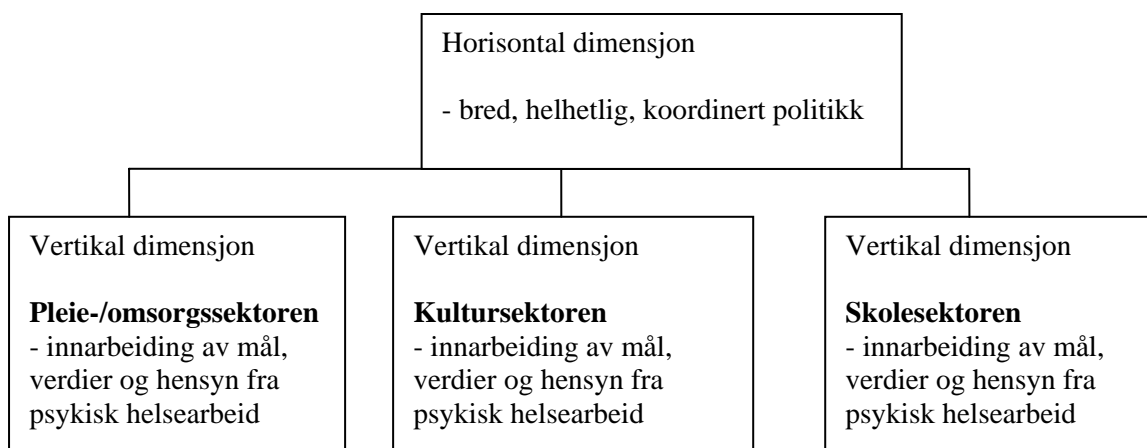 Horisontal dimensjon
- bred, helhetlig, koordinert politikk
Vertikal dimensjon
Pleie-/omsorgssektoren
- innarbeiding av mål,
verdier og hensyn fra
psykisk helsearbeid
Vertikal dimensjon
Kultursektoren
- innarbeiding av mål,
verdier og hensyn fra
psykisk helsearbeid
Vertikal dimensjon
Skolesektoren
- innarbeiding av mål,
verdier og hensyn fra
psykisk helsearbeid